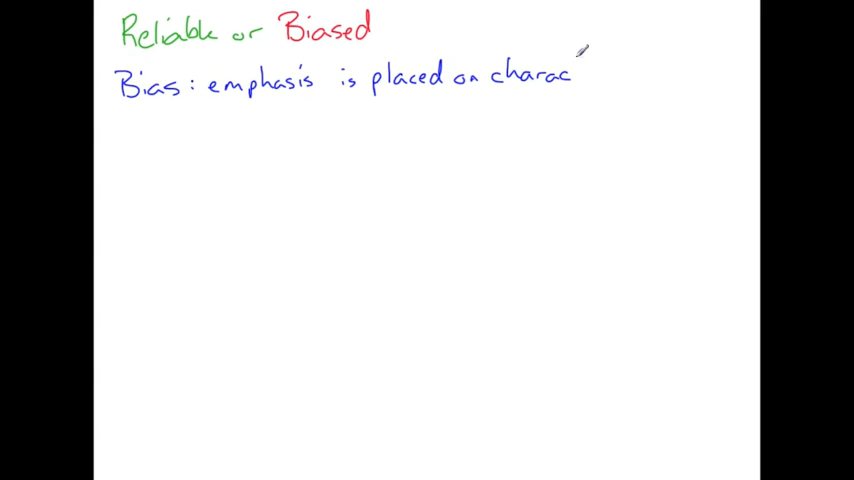 Reliable or Biased
Bias: emphasis is placed on charac